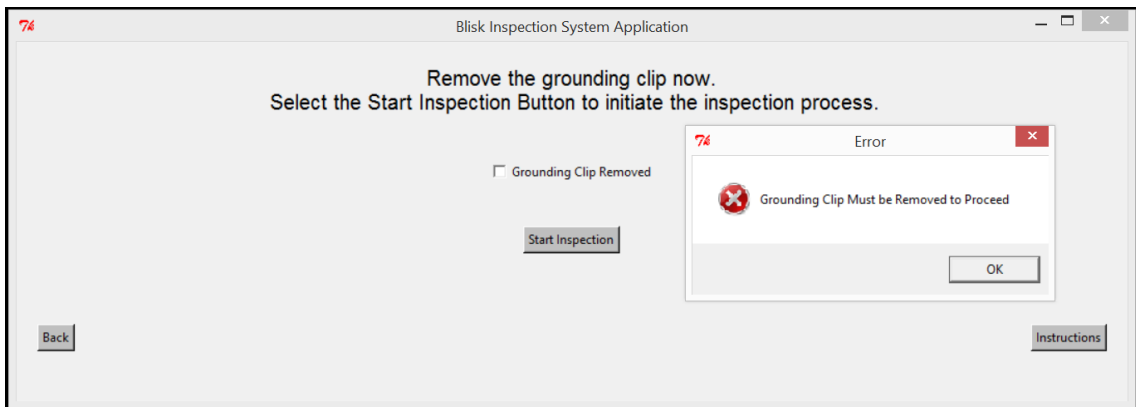 Blisk Inspection System Application
Remove the grounding clip now.
Select the Start Inspection Button to initiate the inspection process.
Grounding Clip Removed
Start Inspection
Error
Grounding Clip Must be Removed to Proceed
OK
Back
Instructions